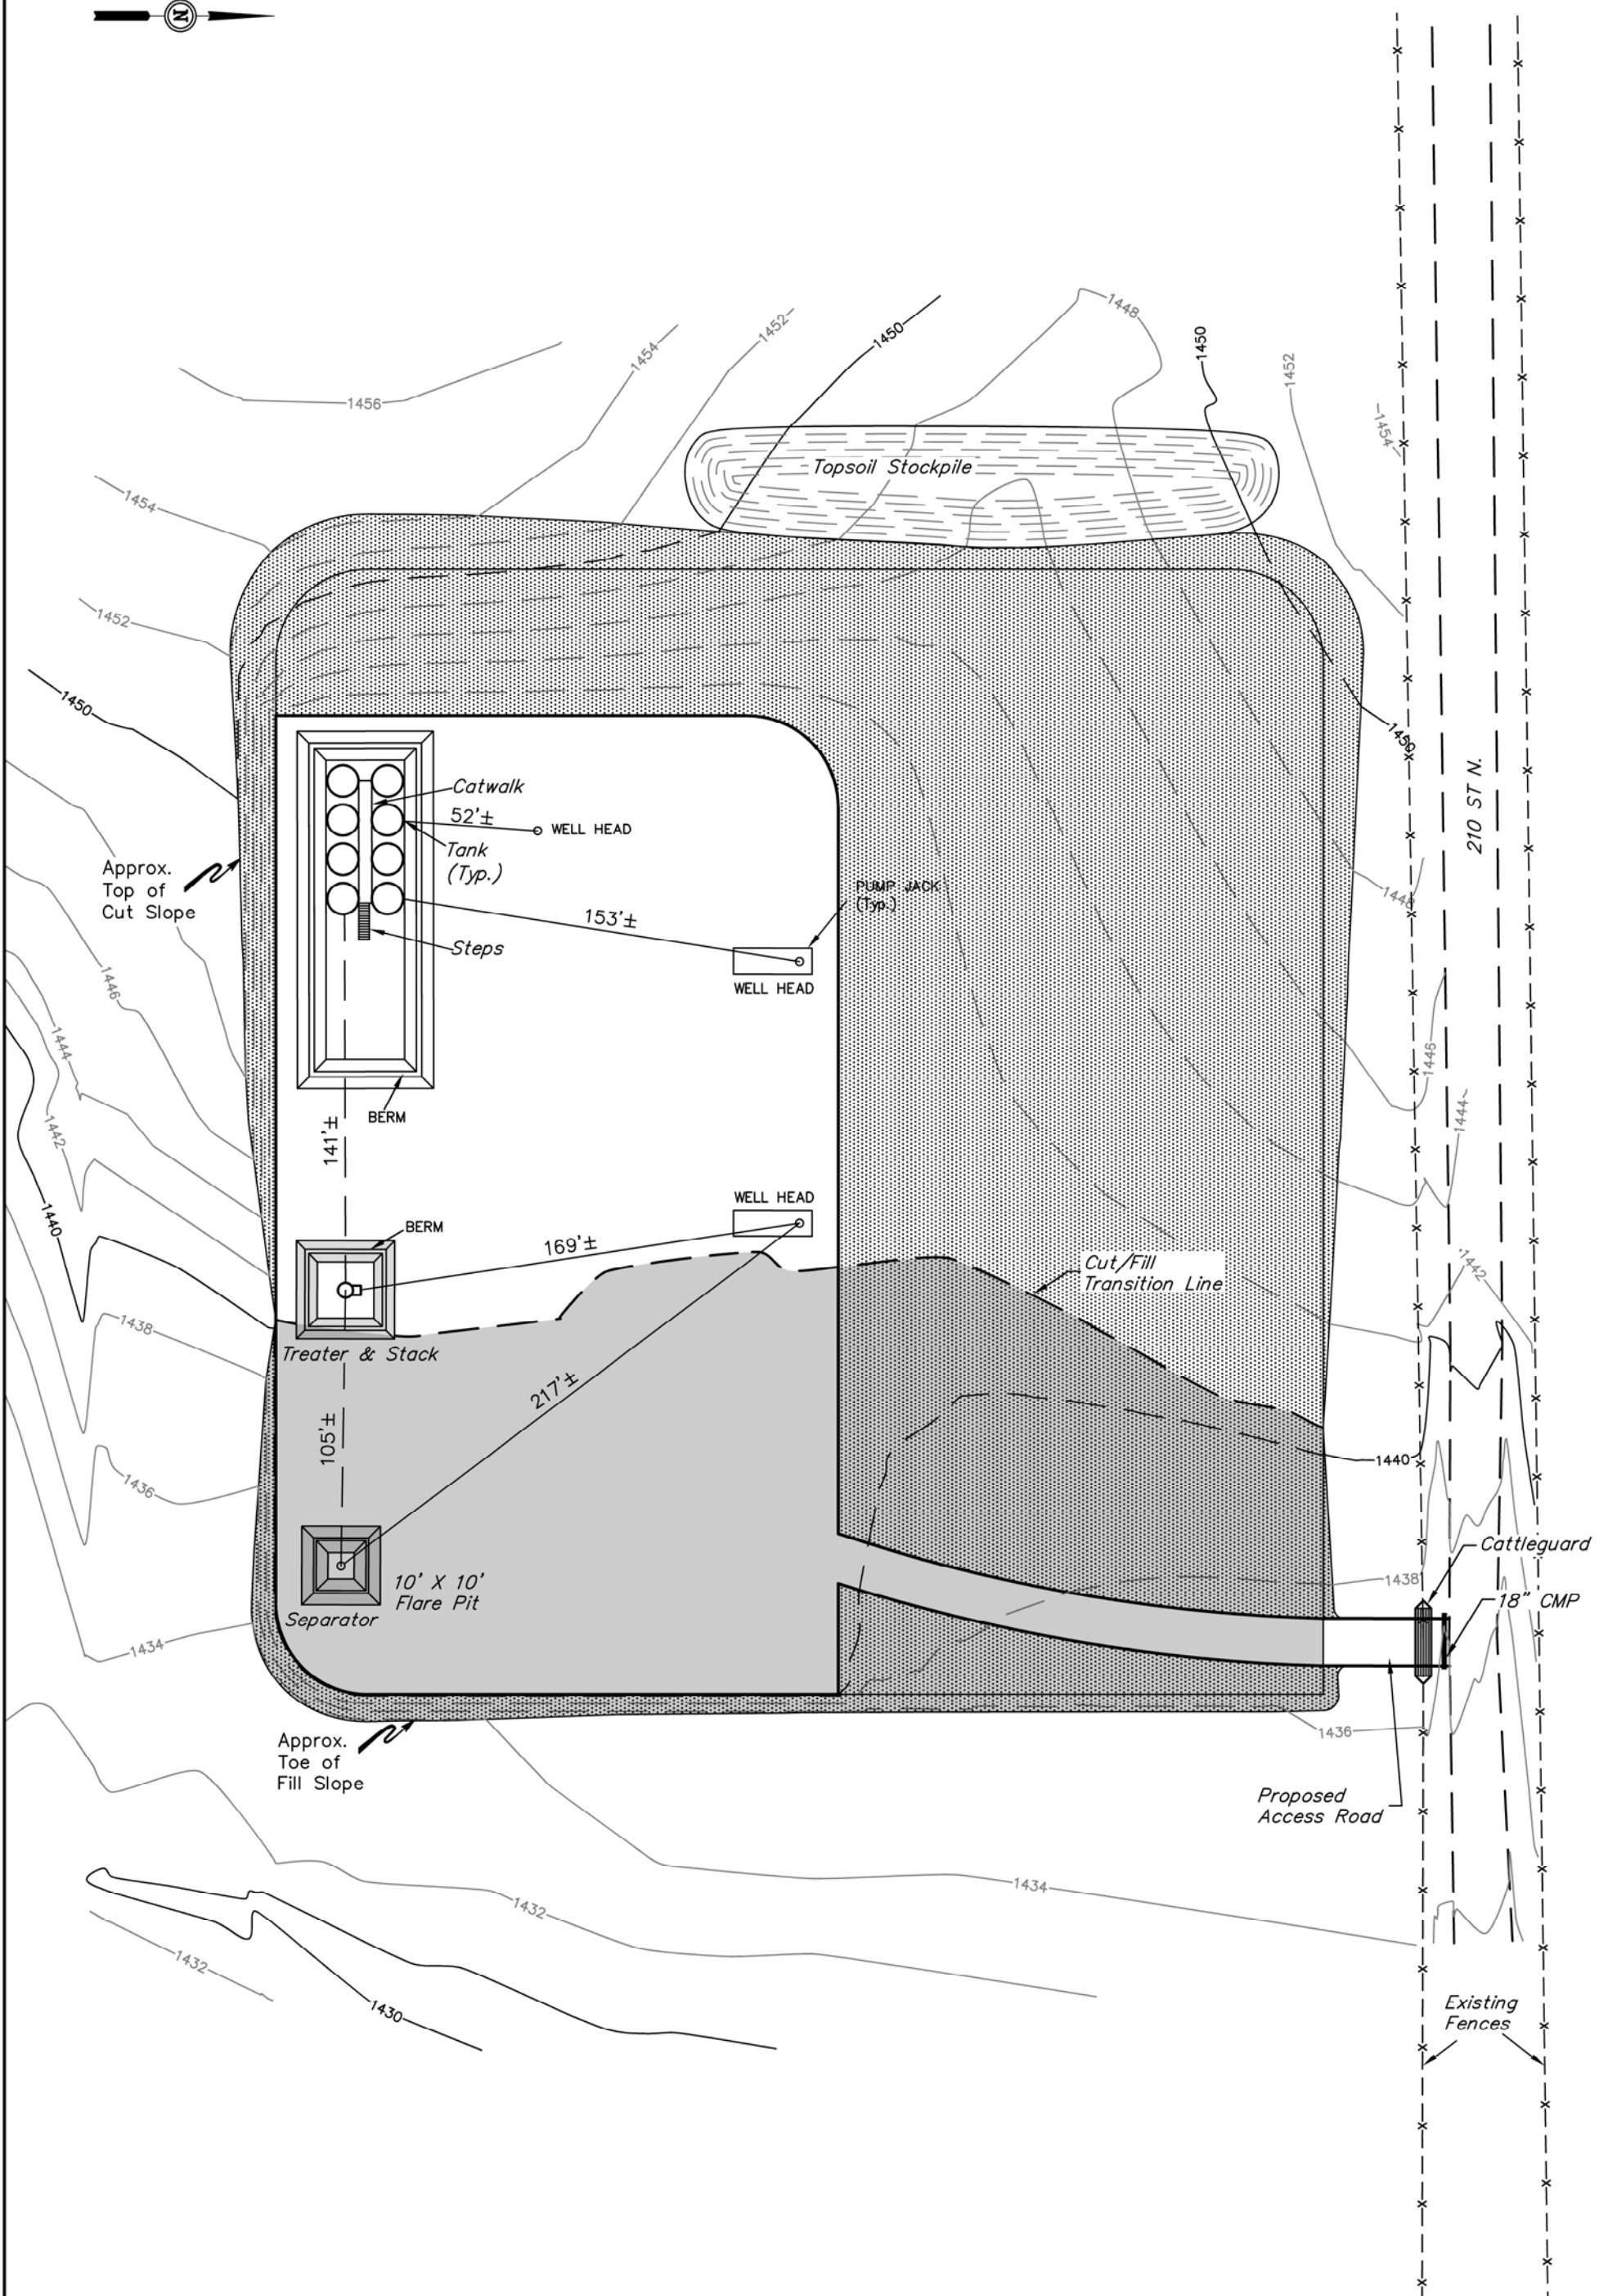 N
1448
1452
1454
1450
1450
1452
1456
1454
Topsoil Stockpile
1454
1452
1450
1450
210 ST N.
Catwalk
52'±
WELL HEAD
Tank
(Typ.)
Approx.
Top of
Cut Slope
PUMP JACK
(Typ.)
1448
153'±
Steps
WELL HEAD
1446
1444
1446
1442
BERM
1444
141'±
WELL HEAD
1440
BERM
169'±
1442
Cut/Fill
Transition Line
1438
Treater & Stack
217'±
105'±
1440
1436
Cattleguard
1438
10' X 10'
Flare Pit
18" CMP
Separator
1434
1436
Approx.
Toe of
Fill Slope
Proposed
Access Road
1434
1432
1432
1430
Existing
Fences